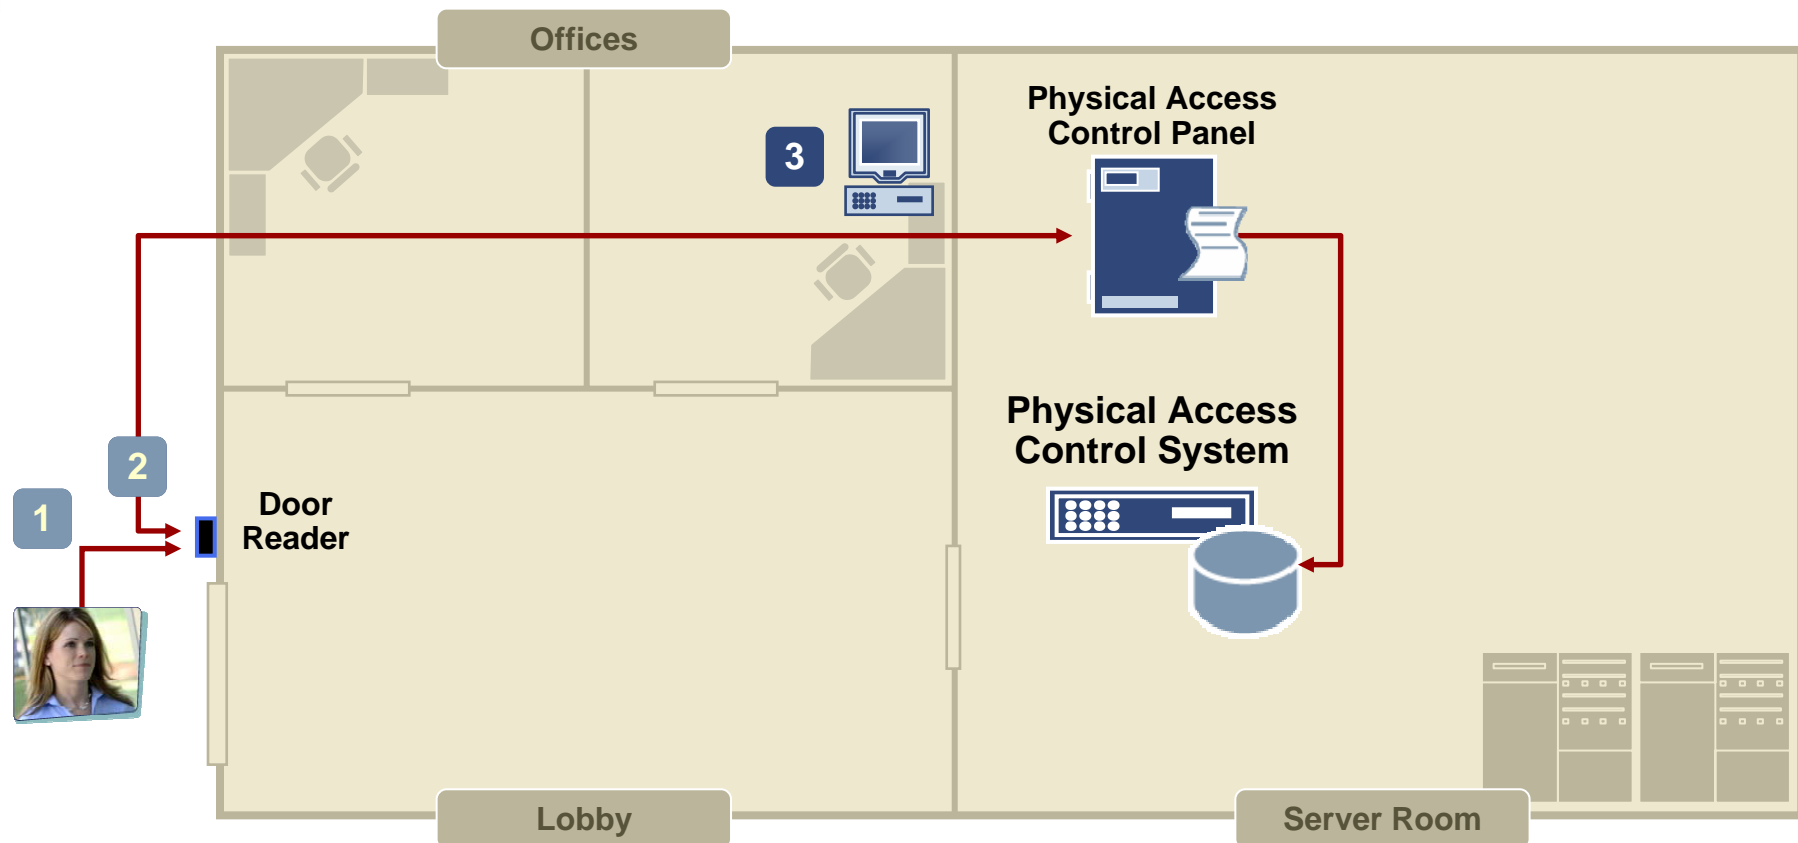 Offices
Physical Access
Control Panel
3
2
1
Door
Reader
Physical Access
Control System
Lobby
Server Room